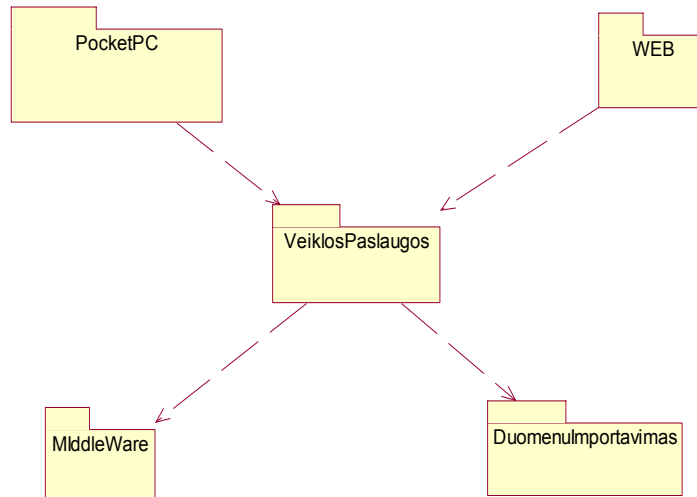 PocketPC
WEB
VeiklosPaslaugos
MIddleWare
DuomenuImportavimas